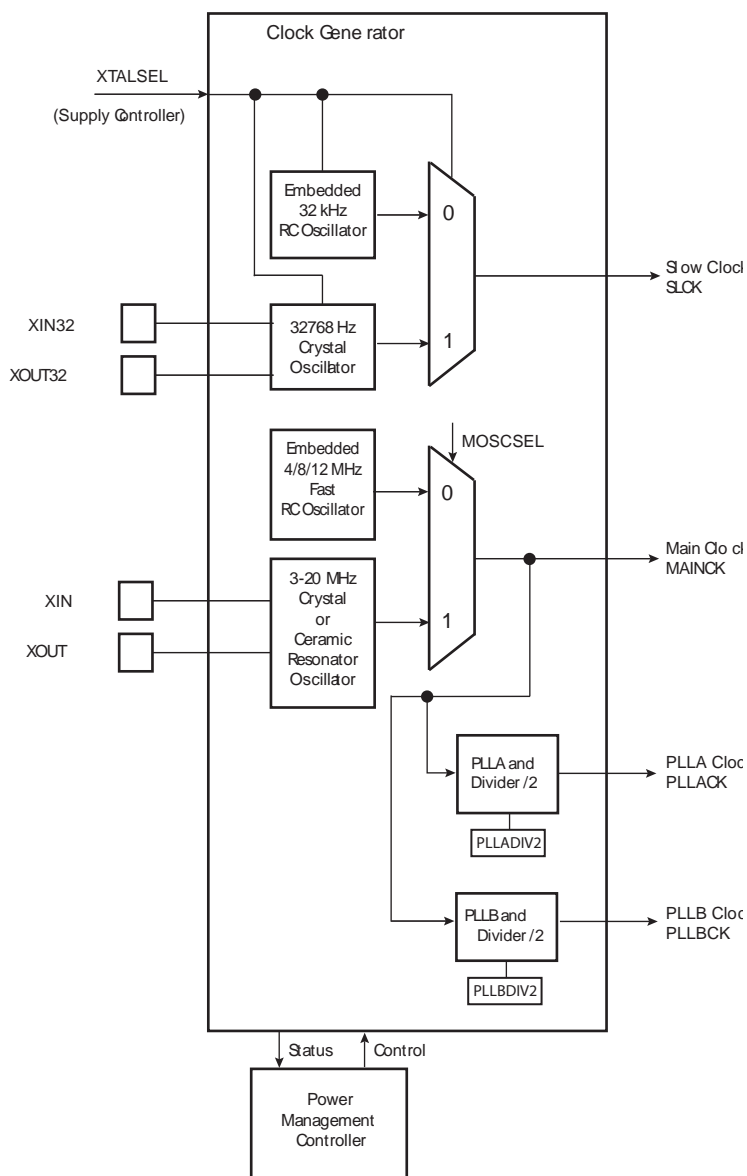 Clock Generator
XTALSEL
(Supply Controller)
Embedded
32 kHz
RC Oscillator
0
Slow Clock
SLCK
XIN32
XOUT32
32768 Hz
Crystal
Oscillator
1
MOSCSEL
Embedded
4/8/12 MHz
Fast
RC Oscillator
0
Main Clock
MAINCK
XIN
XOUT
3-20 MHz
Crystal
or
Ceramic
Resonator
Oscillator
1
PLLA and
Divider /2
PLLA Cloc
PLLACK
PLLADIV2
PLLB and
Divider /2
PLLB Cloc
PLLBCK
PLLBDIV2
Status
Control
Power
Management
Controller